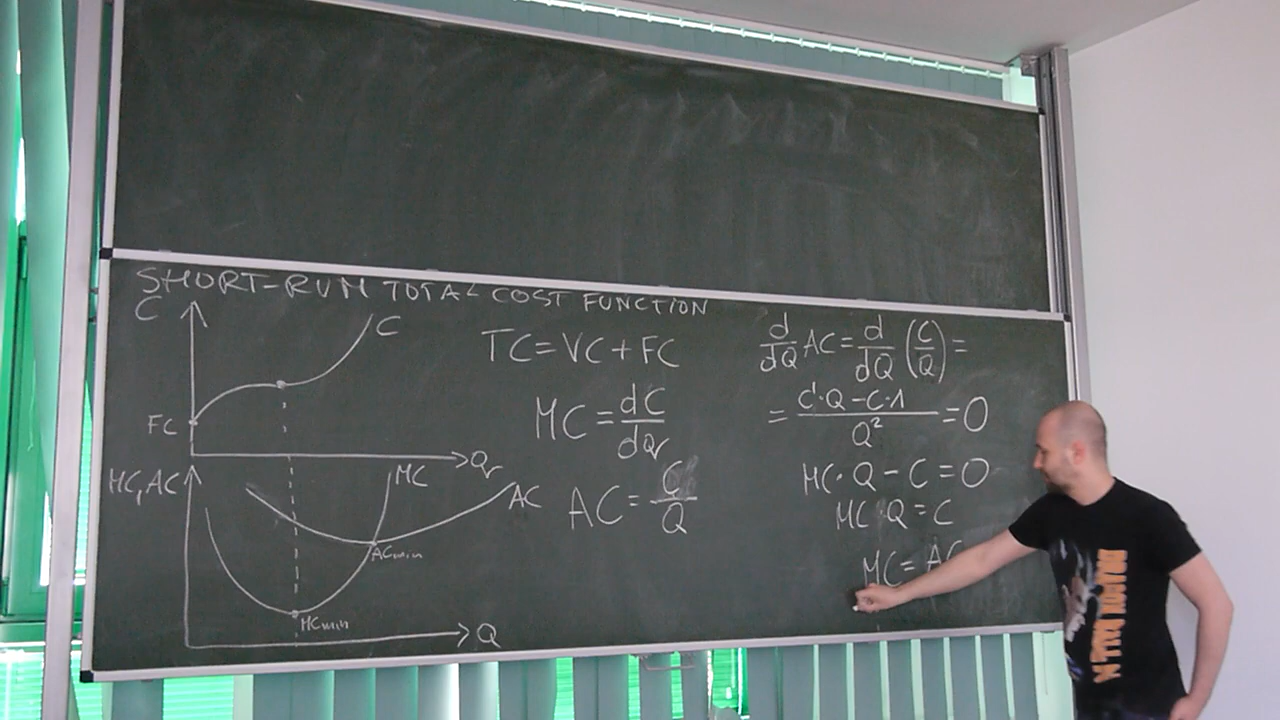 SHORT-RUN TOTAL COST FUNCTION
C
C
FC
Q
MC, AC
MC
AC
ACmin
MCmin
Q
TC=VC+FC
MC = dC/dQ
AC = C/Q
d/dQ AC = d/dQ (C/Q) =
= C'·Q - C·1 / Q² = 0
MC·Q - C = 0
MC·Q = C
MC = AC